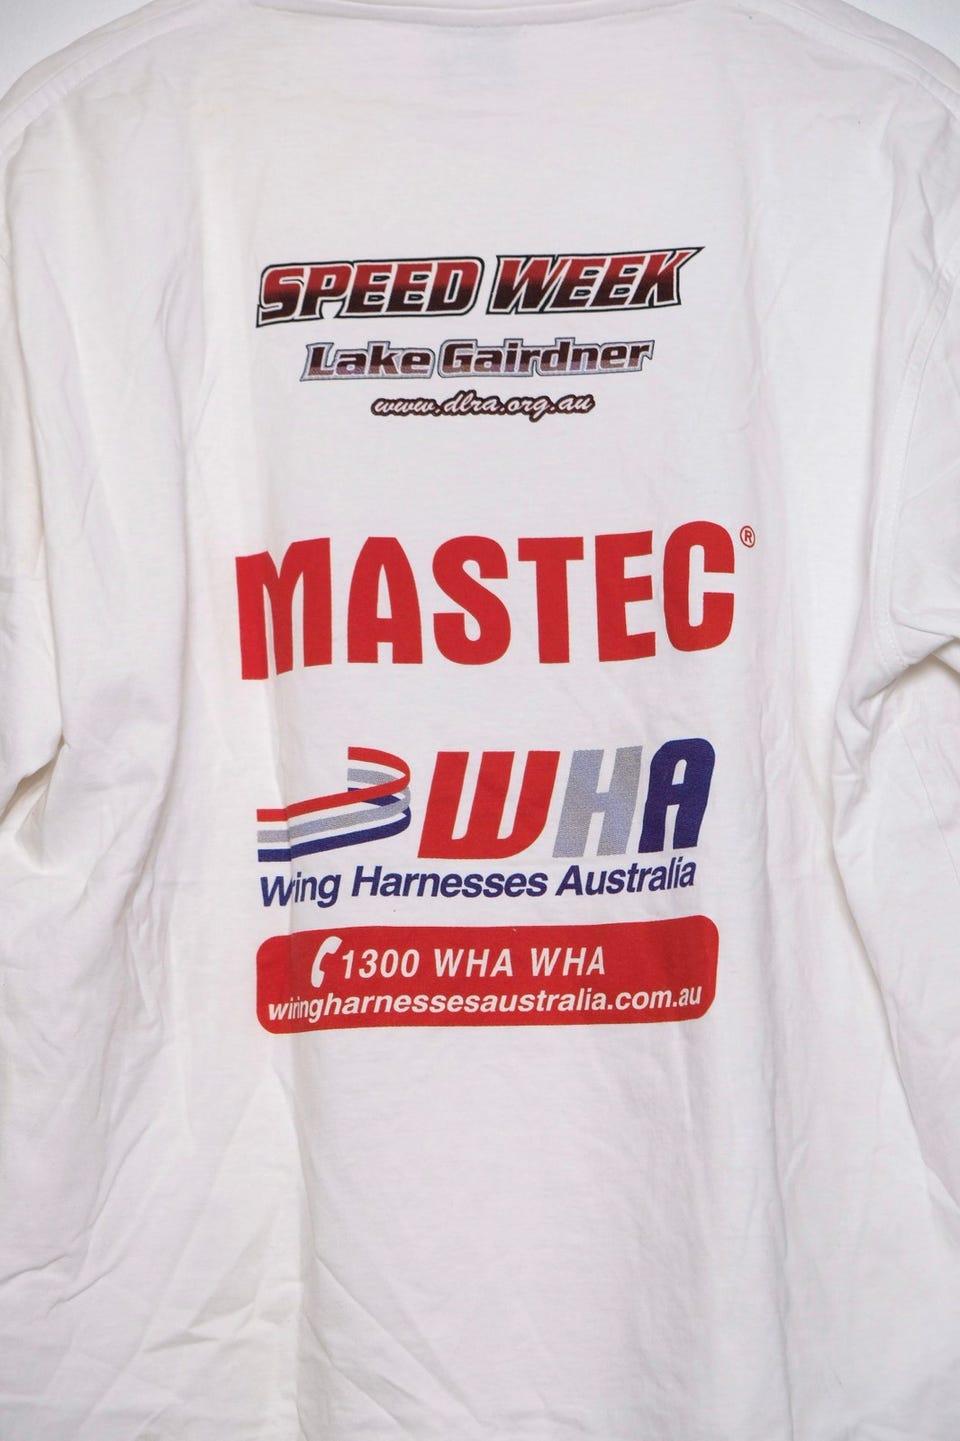 SPEED WEEK
Lake Gairdner
www.dlra.org.au
MASTEC®
WHA
Wiring Harnesses Australia
1300 WHA WHA
wiringharnessesaustralia.com.au